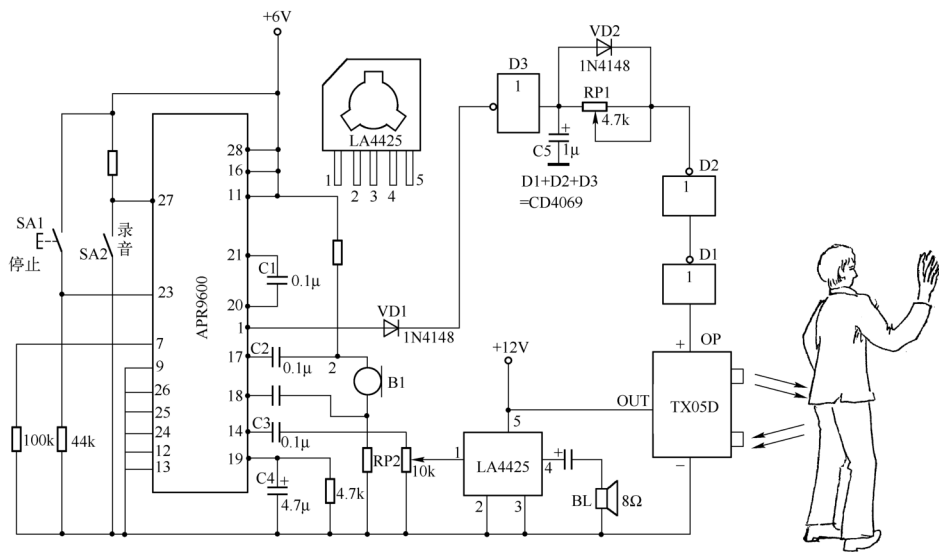 +6V
VD2
1N4148
D3
1
RP1
4.7k
+
C5
1μ
D1+D2+D3
=CD4069
LA4425
1
2
3
4
5
D2
1
D1
1
28
16
11
27
SA1
停止
SA2
录音
21
C1
0.1μ
20
23
APR9600
1
VD1
1N4148
7
17
C2
0.1μ
2
B1
9
26
18
25
24
14
C3
0.1μ
12
13
19
100k
44k
C4
+
4.7μ
4.7k
RP2
10k
+12V
5
1
LA4425
4
+
2
3
BL
8Ω
+
OP
OUT
TX05D
−